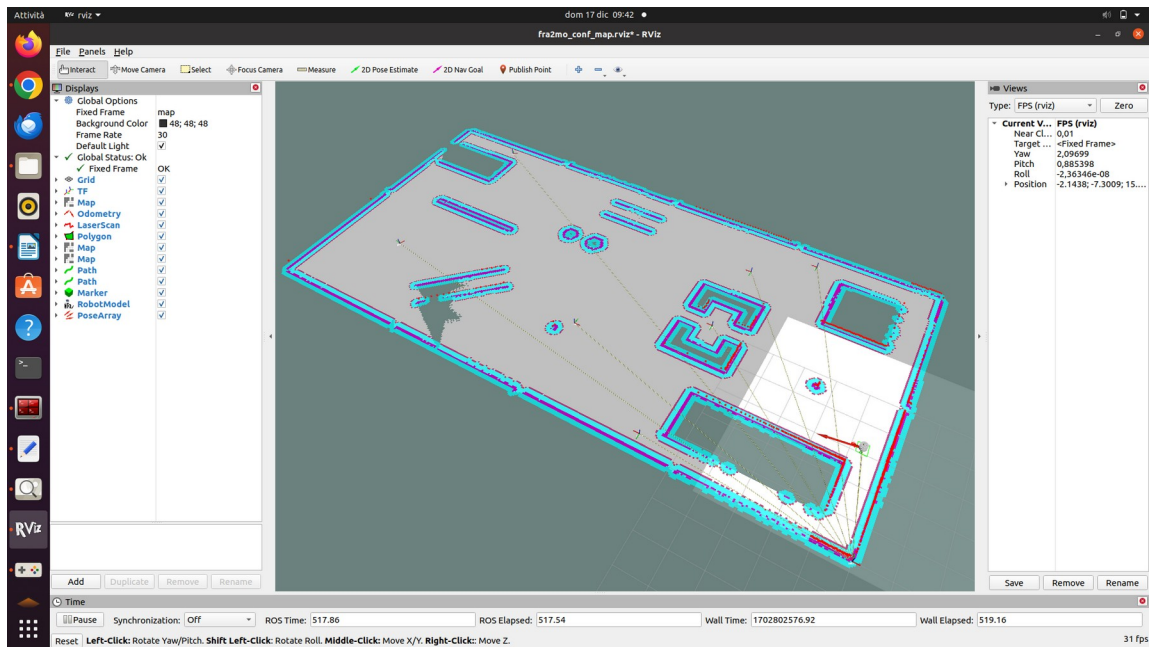 Attività RViz rviz dom 17 dic 09:42
fra2mo_conf_map.rviz* - RViz
File Panels Help
Interact Move Camera Select Focus Camera Measure 2D Pose Estimate 2D Nav Goal Publish Point
Displays
Global Options
Fixed Frame map
Background Color 48; 48; 48
Frame Rate 30
Default Light
Global Status: Ok
Fixed Frame OK
Grid
TF
Map
Odometry
LaserScan
Polygon
Map
Map
Path
Path
Marker
RobotModel
PoseArray
Add Duplicate Remove Rename
Views
Type: FPS (rviz) Zero
Current V... FPS (rviz)
Near Cl... 0,01
Target ... <Fixed Frame>
Yaw 2,09699
Pitch 0,885398
Roll -2,36346e-08
Position -2.1438; -7.3009; 15....
Save Remove Rename
RViz
Time
Pause Synchronization: Off ROS Time: 517.86 ROS Elapsed: 517.54 Wall Time: 1702802576.92 Wall Elapsed: 519.16
Reset Left-Click: Rotate Yaw/Pitch. Shift Left-Click: Rotate Roll. Middle-Click: Move X/Y. Right-Click:: Move Z. 31 fps